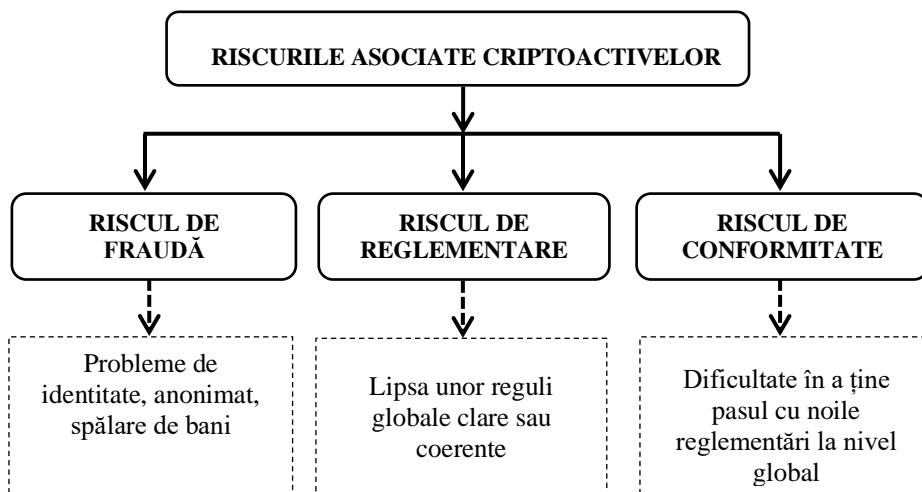 RISCURILE ASOCIATE CRIPTOACTIVELOR
RISCUL DE
FRAUDĂ
RISCUL DE
REGLEMENTARE
RISCUL DE
CONFORMITATE
Probleme de
identitate, anonimat,
spălare de bani
Lipsa unor reguli
globale clare sau
coerente
Dificultate în a ține
pasul cu noile
reglementări la nivel
global